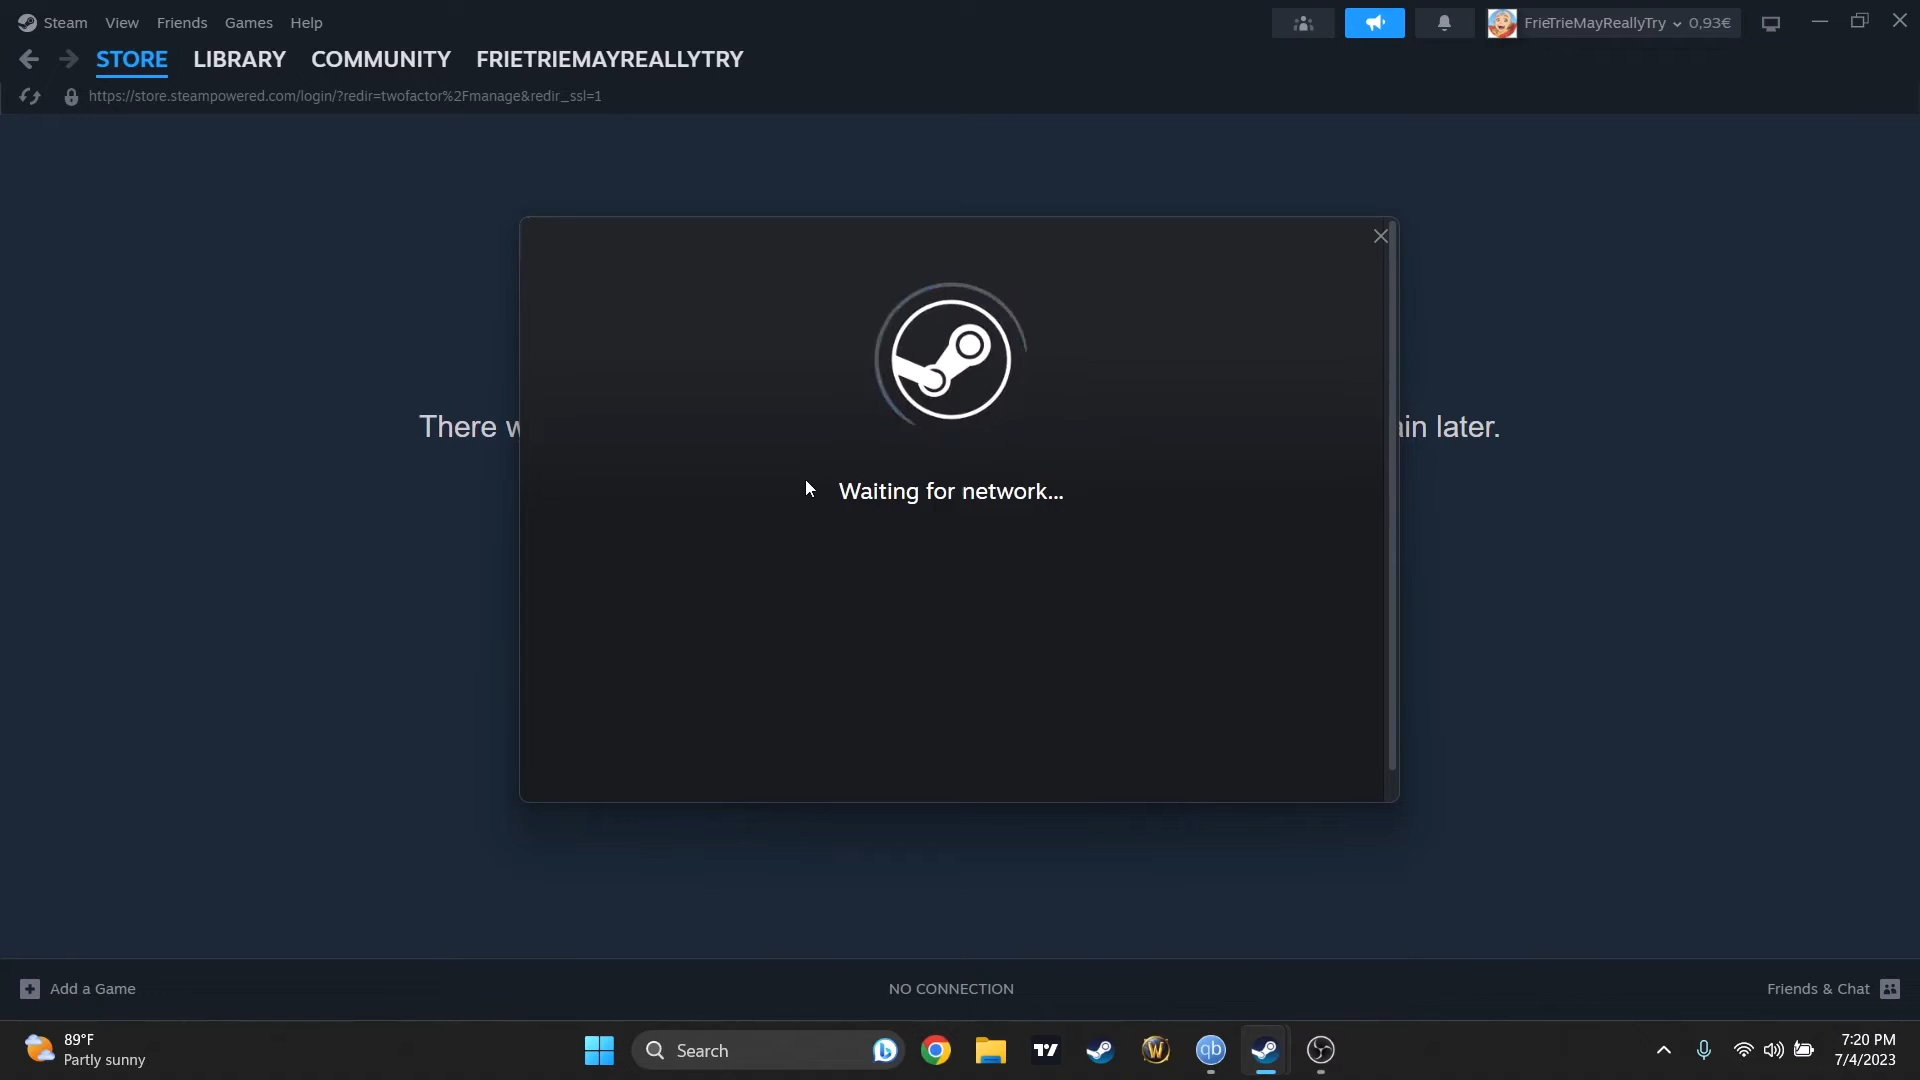 Steam View Friends Games Help FrieTrieMayReallyTry 0,93€
STORE LIBRARY COMMUNITY FRIETRIEMAYREALLYTRY
https://store.steampowered.com/login/?redir=twofactor%2Fmanage&redir_ssl=1
There ain later.
Waiting for network...
Add a Game NO CONNECTION Friends & Chat
89°F
Partly sunny
Search
7:20 PM
7/4/2023